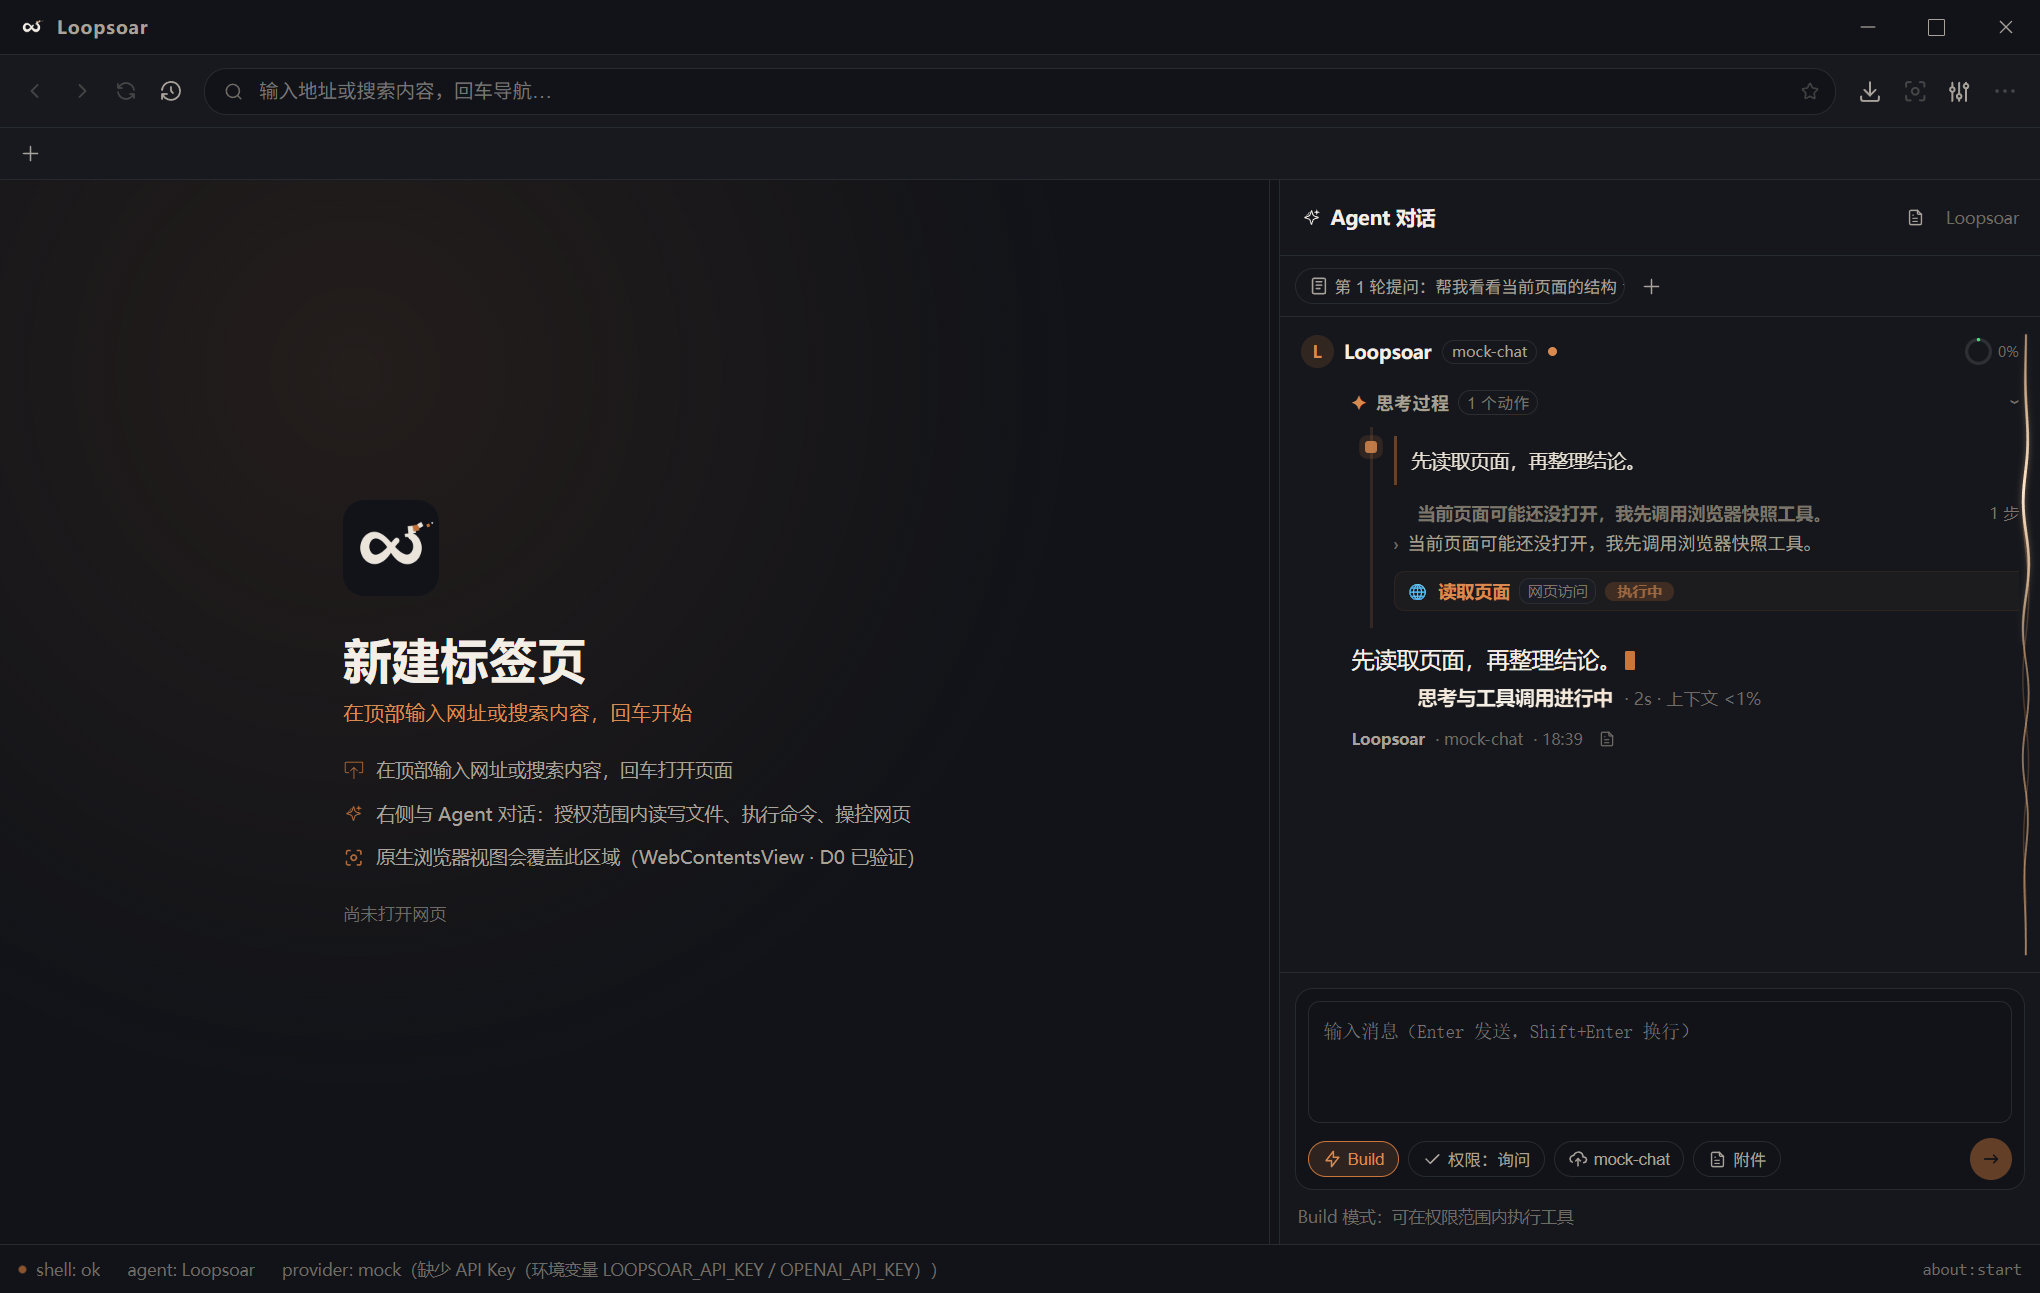 Loopsoar
输入地址或搜索内容，回车导航…
新建标签页
在顶部输入网址或搜索内容，回车开始
在顶部输入网址或搜索内容，回车打开页面
右侧与 Agent 对话：授权范围内读写文件、执行命令、操控网页
原生浏览器视图会覆盖此区域（WebContentsView · D0 已验证）
尚未打开网页
Agent 对话
Loopsoar
第 1 轮提问：帮我看看当前页面的结构
L Loopsoar mock-chat 0%
思考过程 1 个动作
先读取页面，再整理结论。
当前页面可能还没打开，我先调用浏览器快照工具。 1 步
› 当前页面可能还没打开，我先调用浏览器快照工具。
读取页面 网页访问 执行中
先读取页面，再整理结论。
思考与工具调用进行中 · 2s · 上下文 <1%
Loopsoar · mock-chat · 18:39
输入消息（Enter 发送，Shift+Enter 换行）
Build 权限：询问 mock-chat 附件
Build 模式：可在权限范围内执行工具
shell: ok agent: Loopsoar provider: mock（缺少 API Key（环境变量 LOOPSOAR_API_KEY / OPENAI_API_KEY））
about:start